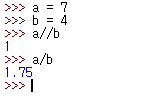 >>> a = 7
>>> b = 4
>>> a//b
1
>>> a/b
1.75
>>>